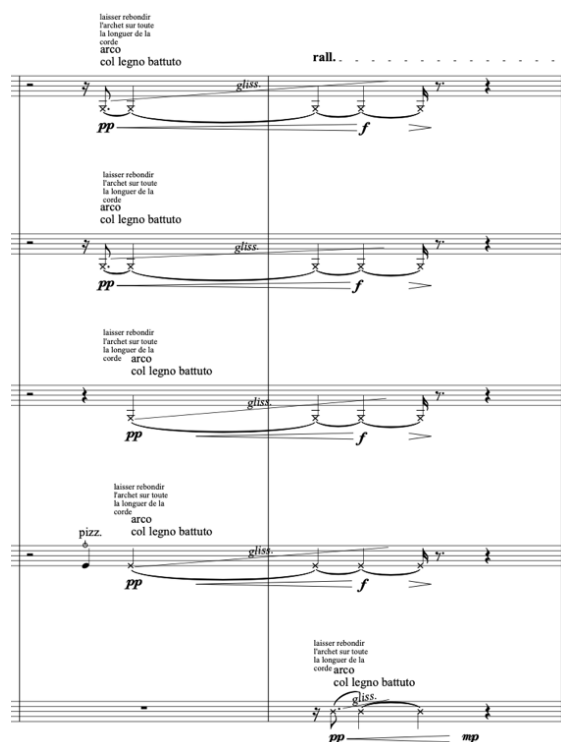 laisser rebondir
l'archet sur toute
la longuer de la
corde
arco
col legno battuto
rall.
gliss.
pp
f
laisser rebondir
l'archet sur toute
la longuer de la
corde
arco
col legno battuto
gliss.
pp
f
laisser rebondir
l'archet sur toute
la longuer de la
corde arco
col legno battuto
gliss.
pp
f
laisser rebondir
l'archet sur toute
la longuer de la
corde arco
pizz. col legno battuto
gliss.
pp
f
laisser rebondir
l'archet sur toute
la longuer de la
corde arco
col legno battuto
gliss.
pp mp